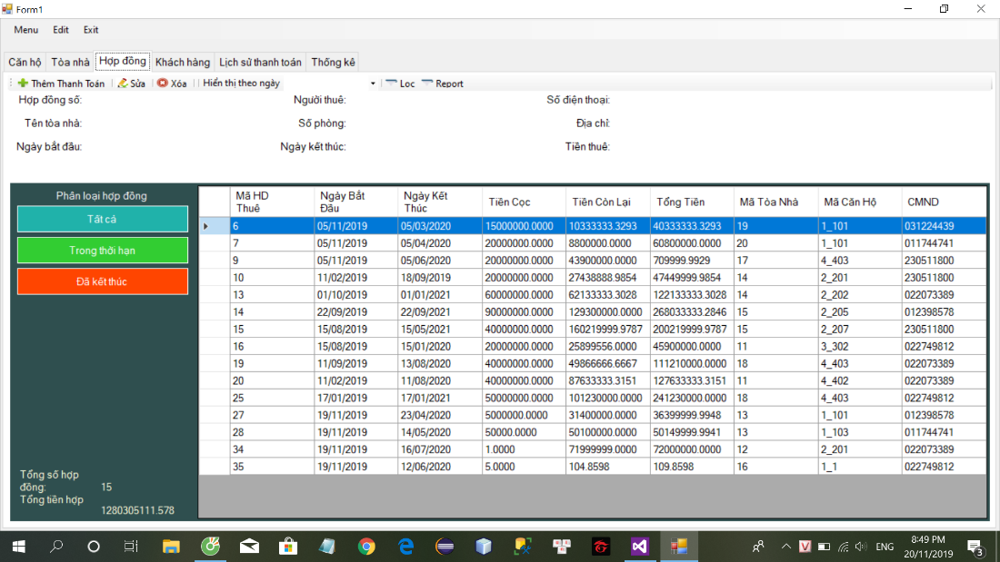 Form1
Menu Edit Exit
Căn hộ Tòa nhà Hợp đồng Khách hàng Lịch sử thanh toán Thống kê
Thêm Thanh Toán Sửa Xóa Hiển thị theo ngày Loc Report
Hợp đồng số: Người thuê: Số điện thoại:
Tên tòa nhà: Số phòng: Địa chỉ:
Ngày bắt đầu: Ngày kết thúc: Tiền thuê:
Phân loại hợp đồng
Tất cả
Trong thời hạn
Đã kết thúc
Mã HD Thuê Ngày Bắt Đầu Ngày Kết Thúc Tiền Cọc Tiền Còn Lại Tổng Tiền Mã Tòa Nhà Mã Căn Hộ CMND
6 05/11/2019 05/03/2020 15000000.0000 10333333.3293 40333333.3293 19 1_101 031224439
7 05/11/2019 05/04/2020 20000000.0000 8800000.0000 60800000.0000 20 1_101 011744741
9 05/11/2019 05/06/2020 20000000.0000 43900000.0000 709999.9929 17 4_403 230511800
10 11/02/2019 18/09/2019 20000000.0000 27438888.9854 47449999.9854 14 2_201 230511800
13 01/10/2019 01/01/2021 60000000.0000 62133333.3028 122133333.3028 14 2_202 022073389
14 22/09/2019 22/09/2021 90000000.0000 129300000.0000 268033333.2846 15 2_205 012398578
15 15/08/2019 15/05/2021 40000000.0000 160219999.9787 200219999.9787 15 2_207 230511800
16 15/08/2019 15/01/2020 20000000.0000 25899556.0000 45900000.0000 11 3_302 022749812
19 11/09/2019 13/08/2020 40000000.0000 49866666.6667 111210000.0000 18 4_403 022073389
20 11/02/2019 11/08/2020 40000000.0000 87633333.3151 127633333.3151 11 4_402 022073389
25 17/01/2019 17/01/2021 50000000.0000 101230000.0000 241230000.0000 18 4_403 022749812
27 19/11/2019 23/04/2020 5000000.0000 31400000.0000 36399999.9948 13 1_101 012398578
28 19/11/2019 14/05/2020 50000.0000 50100000.0000 50149999.9941 13 1_103 011744741
34 19/11/2019 16/07/2020 1.0000 71999999.0000 72000000.0000 12 2_201 022073389
35 19/11/2019 12/06/2020 5.0000 104.8598 109.8598 16 1_1 022749812
Tổng số hợp
đồng: 15
Tổng tiền hợp
1280305111.578
ENG 8:49 PM
20/11/2019 3